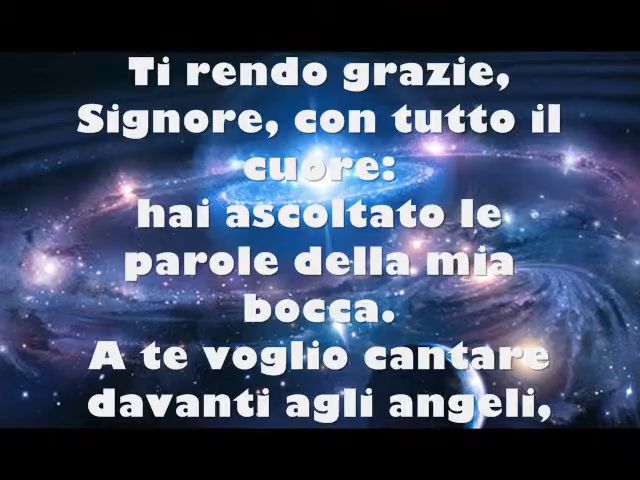 Ti rendo grazie,
Signore, con tutto il
cuore:
hai ascoltato le
parole della mia
bocca.
A te voglio cantare
davanti agli angeli,